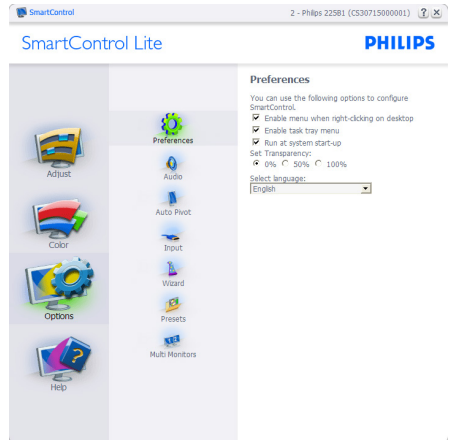 SmartControl
2 - Philips 225B1 (CS30715000001)
?
SmartControl Lite
PHILIPS
Adjust
Color
Options
Help
Preferences
Audio
Auto Pivot
Input
Wizard
Presets
Multi Monitors
Preferences
You can use the following options to configure
SmartControl.
Enable menu when right-clicking on desktop
Enable task tray menu
Run at system start-up
Set Transparency:
0% 50% 100%
Select language:
English